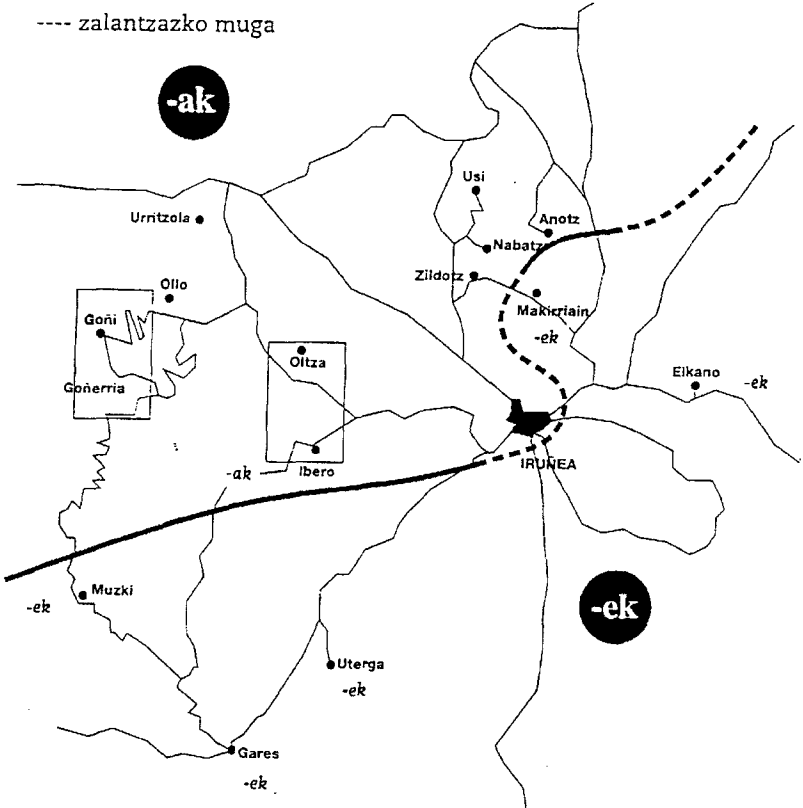 ---- zalantzazko muga
-ak
Usi
Urritzola
Anotz
Nabatz
Zildotz
Ollo
Makirriain
Goñi
-ek
Oltza
Elkano
-ek
Goñerria
IRUÑEA
-ak
Ibero
Muzki
-ek
-ek
Uterga
-ek
Gares
-ek